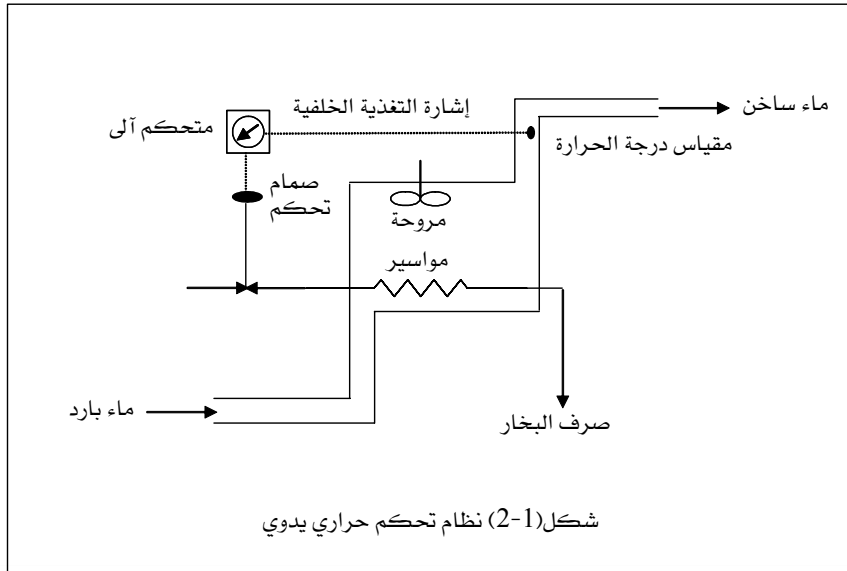 ماء ساخن
إشارة التغذية الخلفية
متحكم آلى
مقياس درجة الحرارة
صمام
تحكم
مروحة
مواسير
ماء بارد
صرف البخار
شكل(1-2) نظام تحكم حراري يدوي